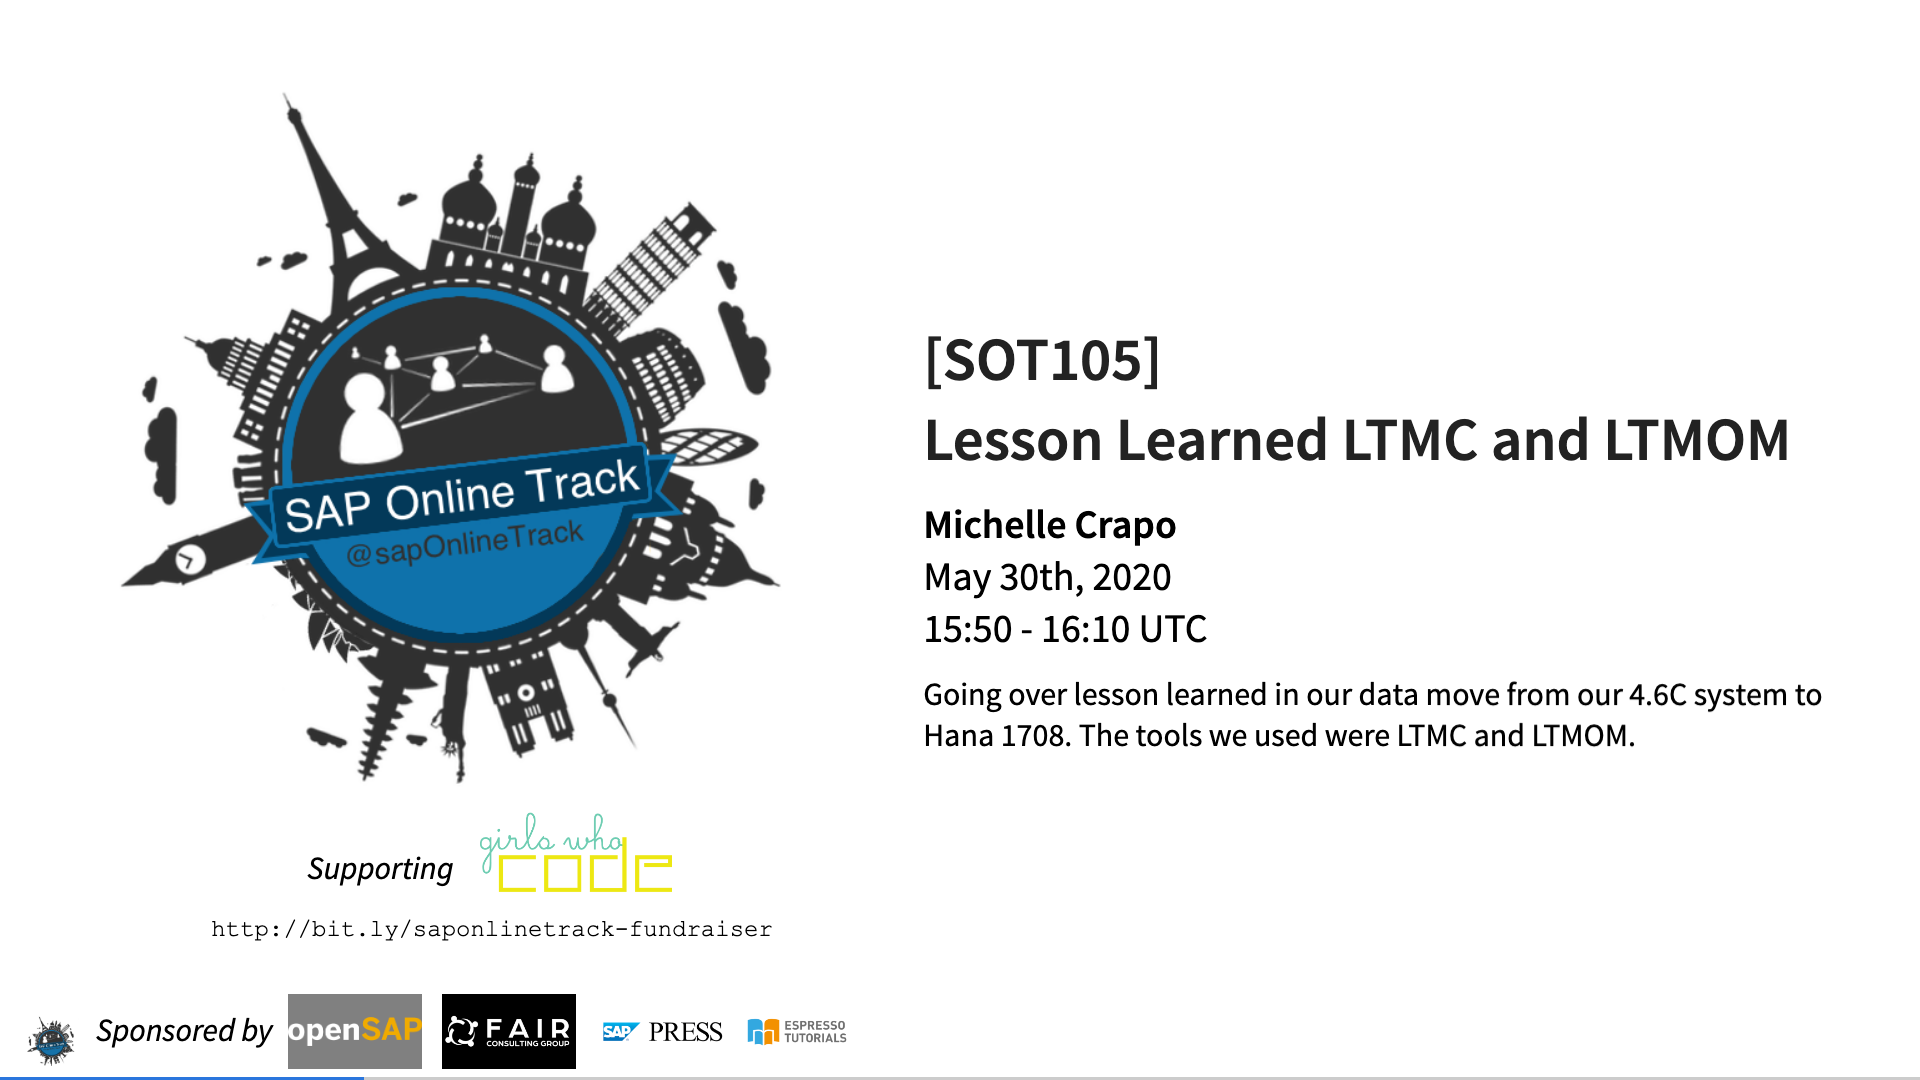 SAP Online Track
@sapOnlineTrack
[SOT105]
Lesson Learned LTMC and LTMOM
Michelle Crapo
May 30th, 2020
15:50 - 16:10 UTC
Going over lesson learned in our data move from our 4.6C system to
Hana 1708. The tools we used were LTMC and LTMOM.
Supporting
girls who
code
http://bit.ly/saponlinetrack-fundraiser
Sponsored by
openSAP
FAIR
CONSULTING GROUP
SAP PRESS
ESPRESSO
TUTORIALS